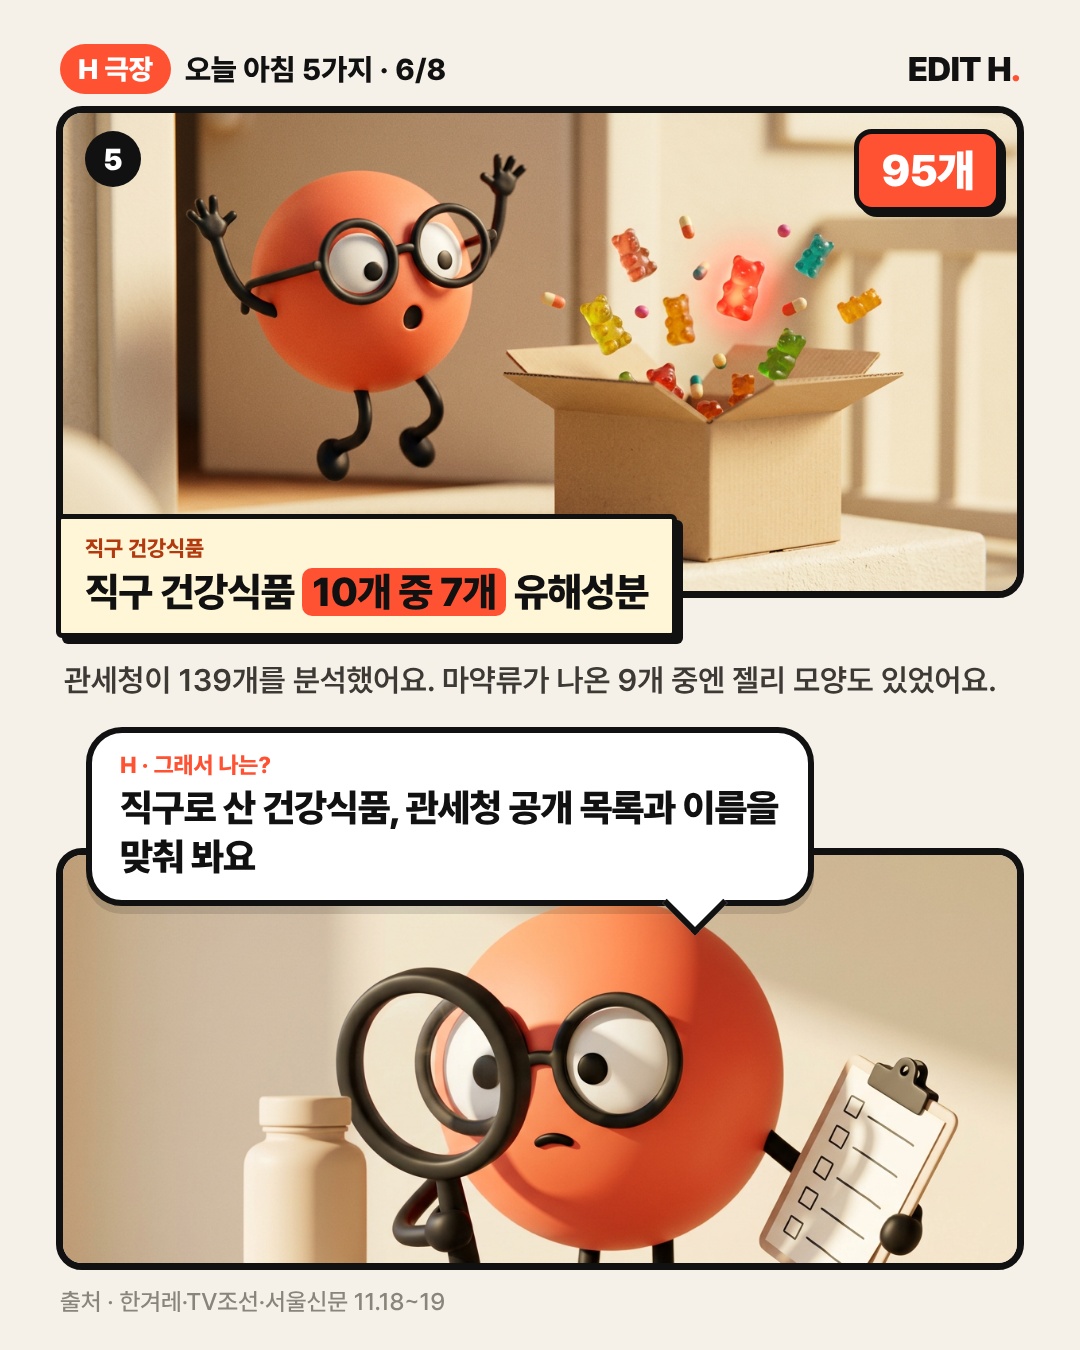 H 극장 오늘 아침 5가지 · 6/8
EDIT H.
5
95개
직구 건강식품
직구 건강식품 10개 중 7개 유해성분
관세청이 139개를 분석했어요. 마약류가 나온 9개 중엔 젤리 모양도 있었어요.
H · 그래서 나는?
직구로 산 건강식품, 관세청 공개 목록과 이름을
맞춰 봐요
출처 · 한겨레·TV조선·서울신문 11.18~19